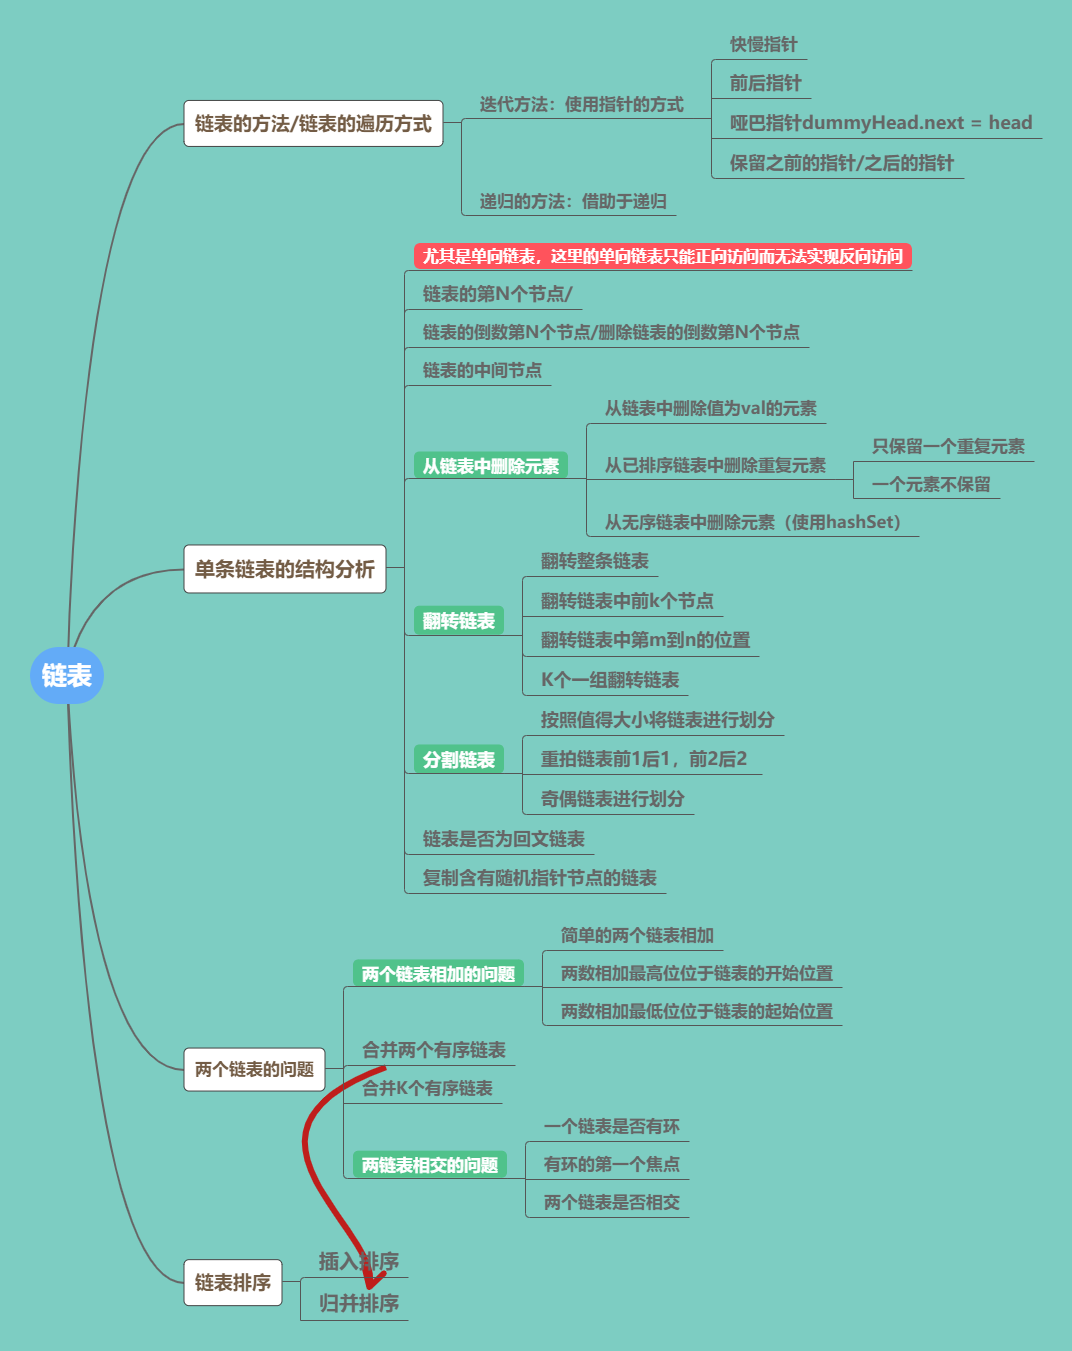 链表
链表的方法/链表的遍历方式
迭代方法：使用指针的方式
快慢指针
前后指针
哑巴指针dummyHead.next = head
保留之前的指针/之后的指针
递归的方法：借助于递归
单条链表的结构分析
尤其是单向链表，这里的单向链表只能正向访问而无法实现反向访问
链表的第N个节点/
链表的倒数第N个节点/删除链表的倒数第N个节点
链表的中间节点
从链表中删除元素
从链表中删除值为val的元素
从已排序链表中删除重复元素
只保留一个重复元素
一个元素不保留
从无序链表中删除元素（使用hashSet）
翻转链表
翻转整条链表
翻转链表中前k个节点
翻转链表中第m到n的位置
K个一组翻转链表
分割链表
按照值得大小将链表进行划分
重拍链表前1后1，前2后2
奇偶链表进行划分
链表是否为回文链表
复制含有随机指针节点的链表
两个链表的问题
两个链表相加的问题
简单的两个链表相加
两数相加最高位位于链表的开始位置
两数相加最低位位于链表的起始位置
合并两个有序链表
合并K个有序链表
两链表相交的问题
一个链表是否有环
有环的第一个焦点
两个链表是否相交
链表排序
插入排序
归并排序